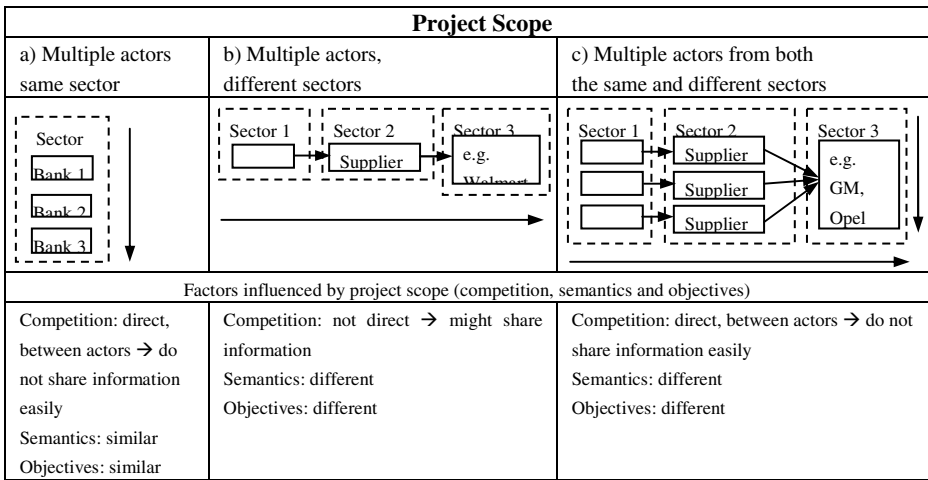 Project Scope
a) Multiple actors
same sector
b) Multiple actors,
different sectors
c) Multiple actors from both
the same and different sectors
Sector
Bank 1
Bank 2
Bank 3
Sector 1
Sector 2
Supplier
Sector 3
e.g.
Walmart
Sector 1
Sector 2
Supplier
Supplier
Supplier
Sector 3
e.g.
GM,
Opel
Factors influenced by project scope (competition, semantics and objectives)
Competition: direct,
between actors → do
not share information
easily
Semantics: similar
Objectives: similar
Competition: not direct → might share
information
Semantics: different
Objectives: different
Competition: direct, between actors → do not
share information easily
Semantics: different
Objectives: different